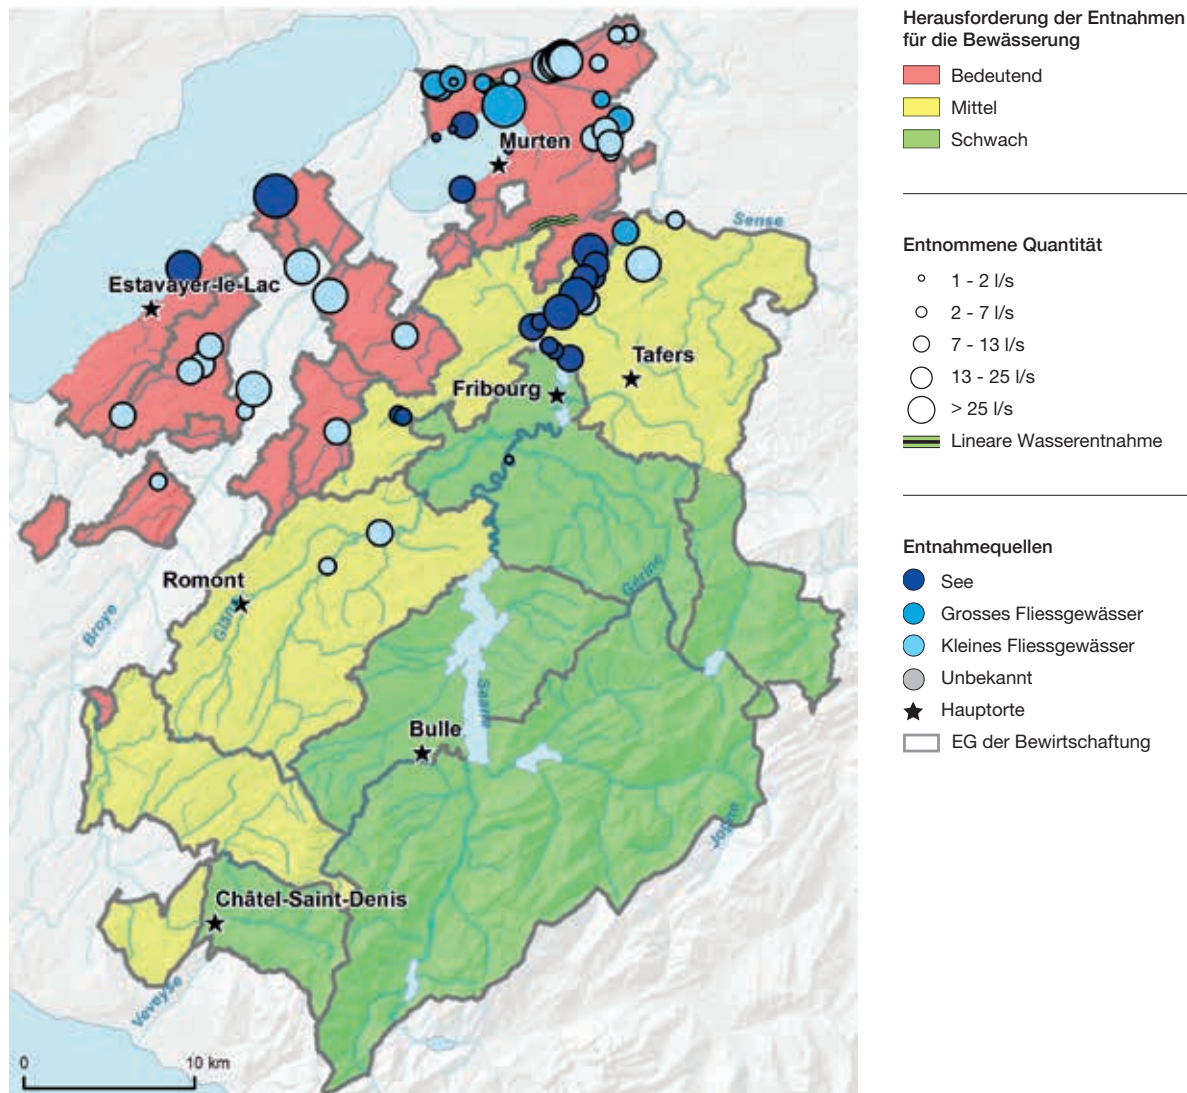 Herausforderung der Entnahmen
für die Bewässerung
Bedeutend
Mittel
Schwach
Entnommene Quantität
1 - 2 l/s
2 - 7 l/s
7 - 13 l/s
13 - 25 l/s
> 25 l/s
Lineare Wasserentnahme
Entnahmequellen
See
Grosses Fliessgewässer
Kleines Fliessgewässer
Unbekannt
Hauptorte
EG der Bewirtschaftung
Murten
Sense
Estavayer-le-Lac
Tafers
Fribourg
Gérine
Romont
Glâne
Broye
Saane
Bulle
Jogne
Châtel-Saint-Denis
Veveyse
0
10 km